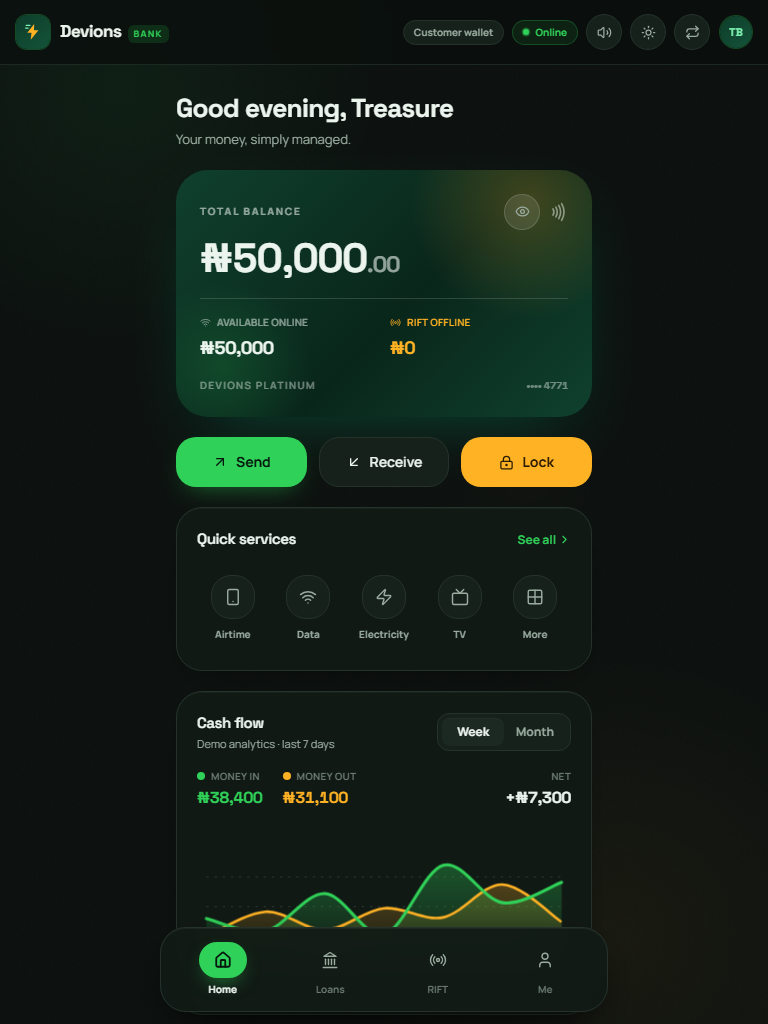 Devions BANK
Customer wallet
Online
TB
Good evening, Treasure
Your money, simply managed.
TOTAL BALANCE
₦50,000.00
AVAILABLE ONLINE
RIFT OFFLINE
₦50,000
₦0
DEVIONS PLATINUM
•••• 4771
Send
Receive
Lock
Quick services
See all
Airtime
Data
Electricity
TV
More
Cash flow
Demo analytics · last 7 days
Week
Month
MONEY IN
MONEY OUT
NET
₦38,400
₦31,100
+₦7,300
Home
Loans
RIFT
Me